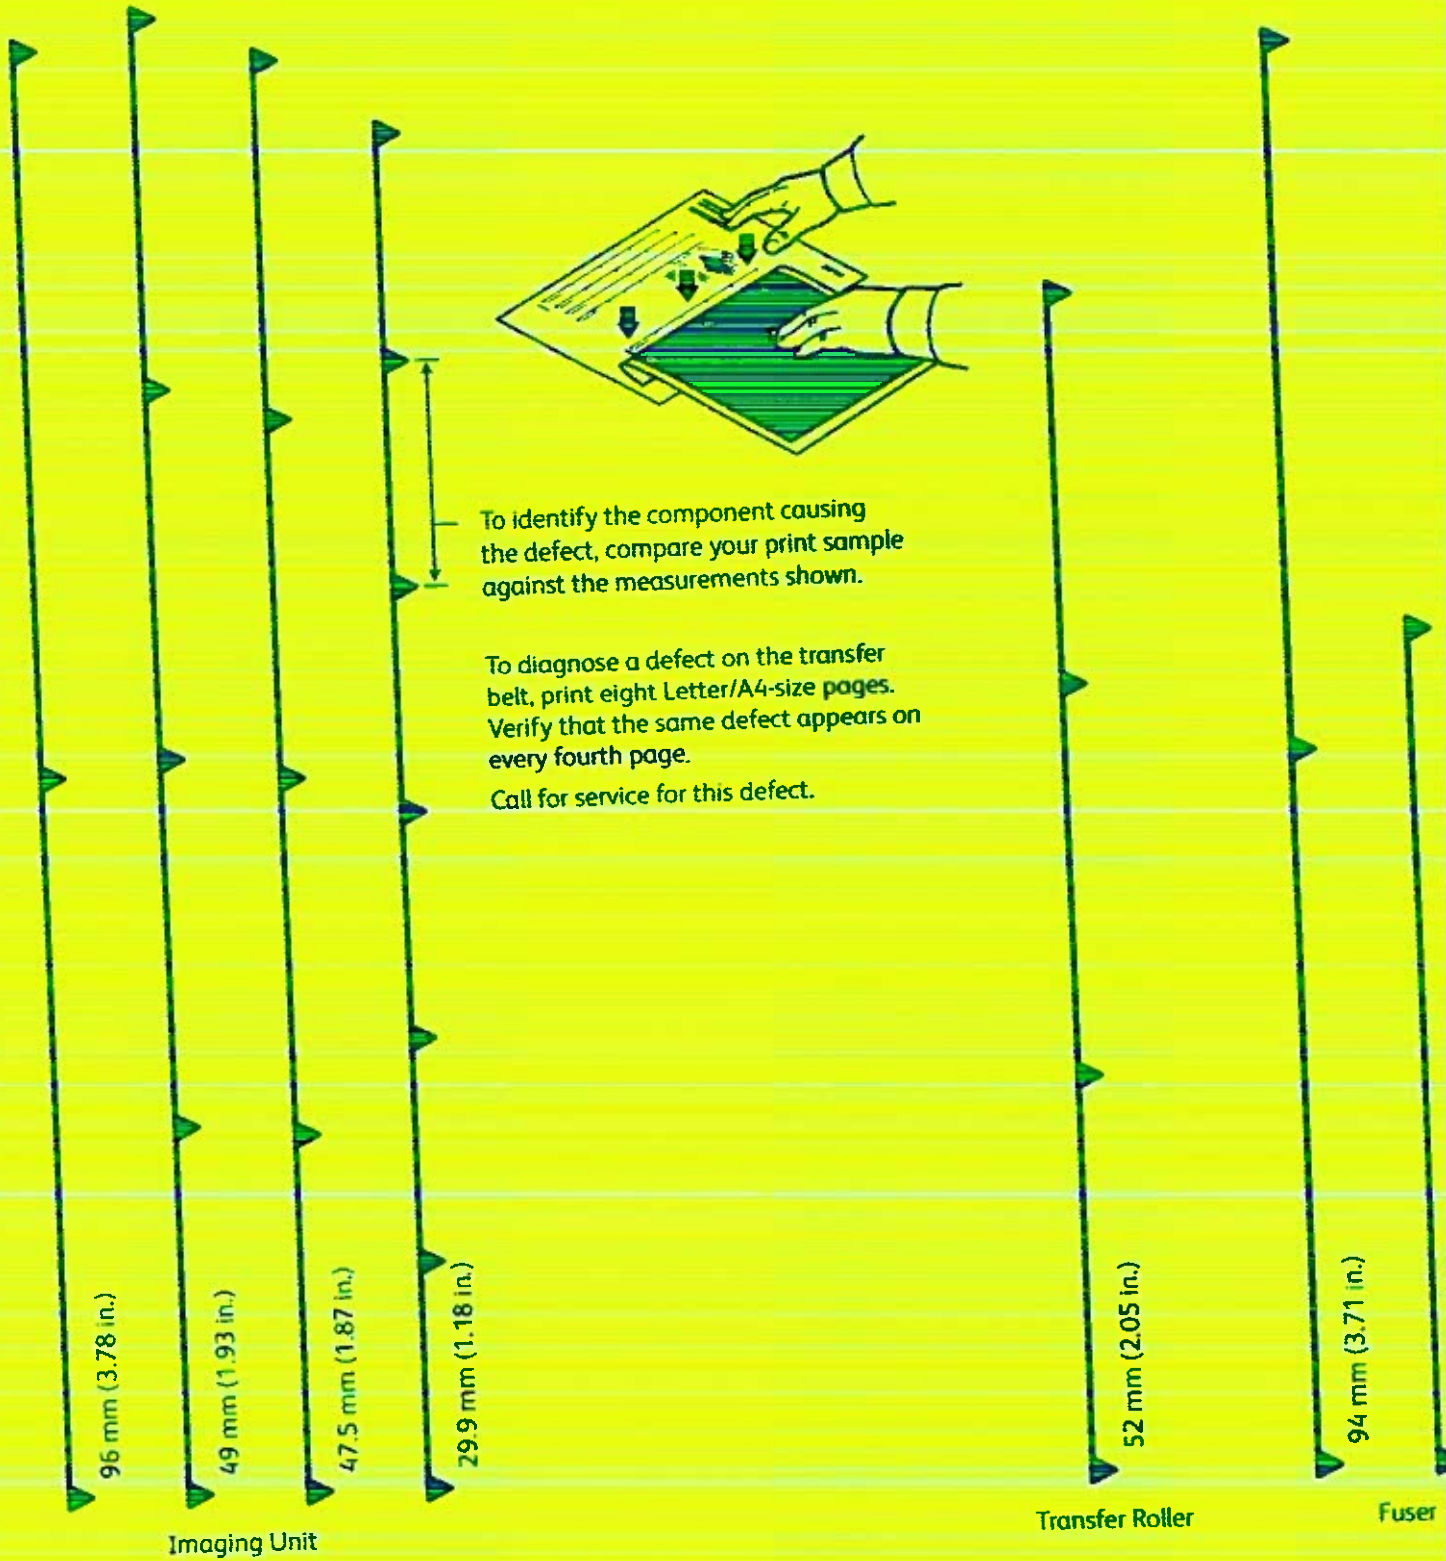 To identify the component causing
the defect, compare your print sample
against the measurements shown.
To diagnose a defect on the transfer
belt, print eight Letter/A4-size pages.
Verify that the same defect appears on
every fourth page.
Call for service for this defect.
96 mm (3.78 in.)
49 mm (1.93 in.)
47.5 mm (1.87 in.)
29.9 mm (1.18 in.)
52 mm (2.05 in.)
94 mm (3.71 in.)
Imaging Unit
Transfer Roller
Fuser